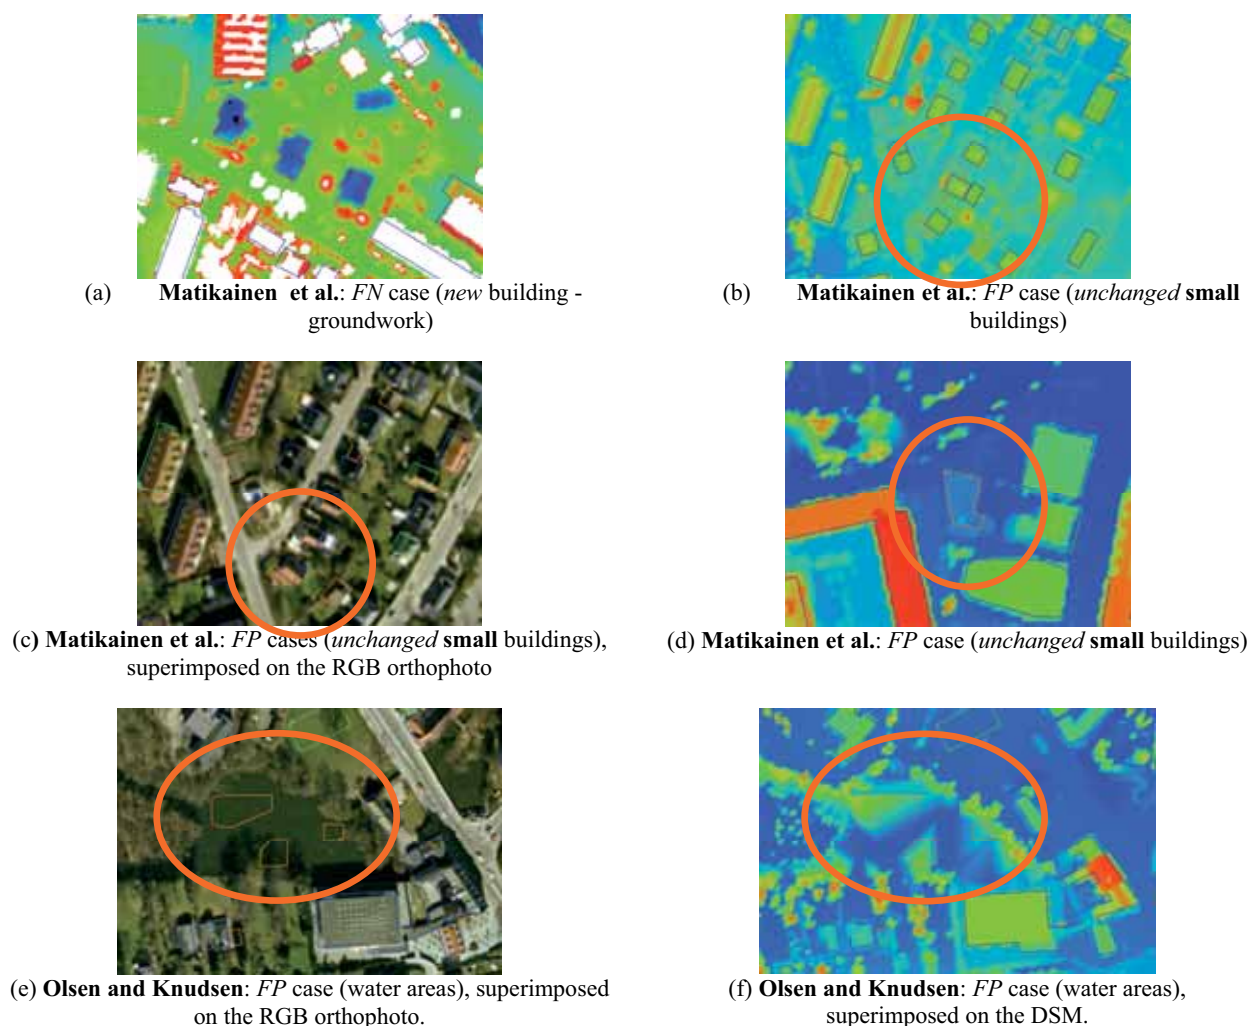 (a) Matikainen et al.: FN case (new building -
groundwork)
(b) Matikainen et al.: FP case (unchanged small
buildings)
(c) Matikainen et al.: FP cases (unchanged small buildings),
superimposed on the RGB orthophoto
(d) Matikainen et al.: FP case (unchanged small buildings)
(e) Olsen and Knudsen: FP case (water areas), superimposed
on the RGB orthophoto.
(f) Olsen and Knudsen: FP case (water areas),
superimposed on the DSM.